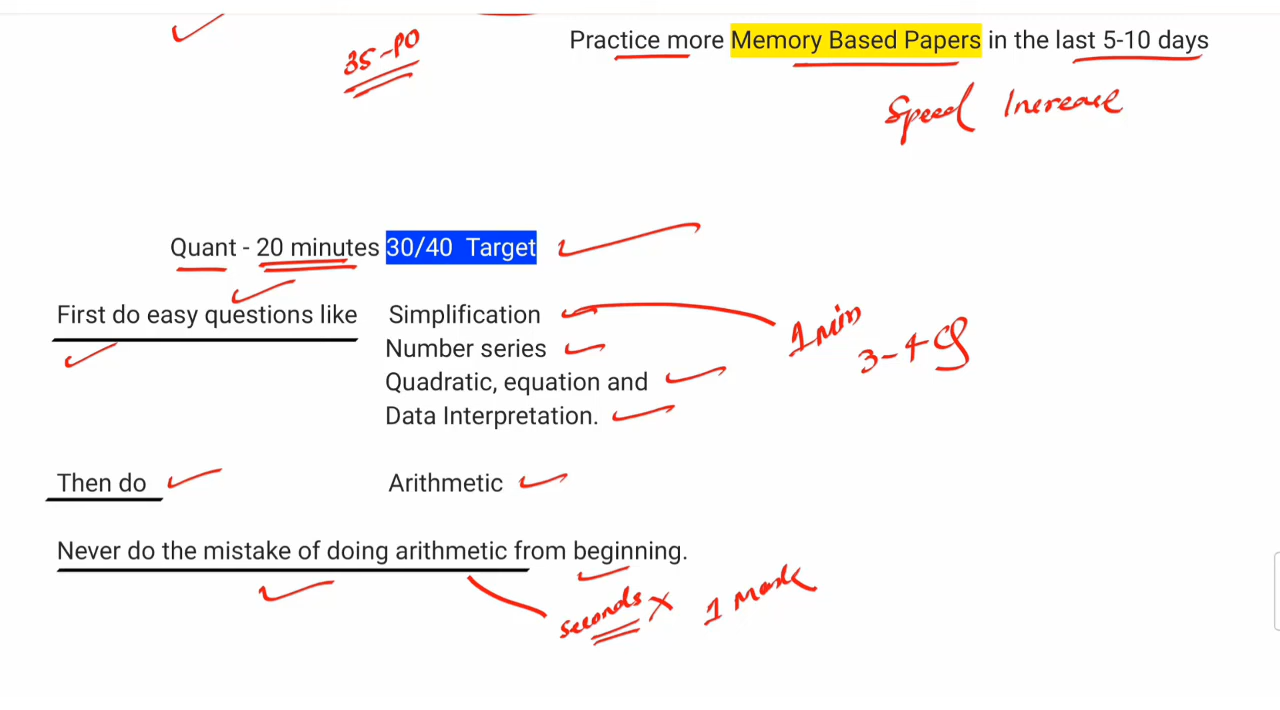 Practice more Memory Based Papers in the last 5-10 days
35-PO
Speed Increase
Quant - 20 minutes 30/40 Target
First do easy questions like Simplification
1 min
Number series
3-4 Q
Quadratic, equation and
Data Interpretation.
Then do Arithmetic
Never do the mistake of doing arithmetic from beginning.
seconds X 1 Mark